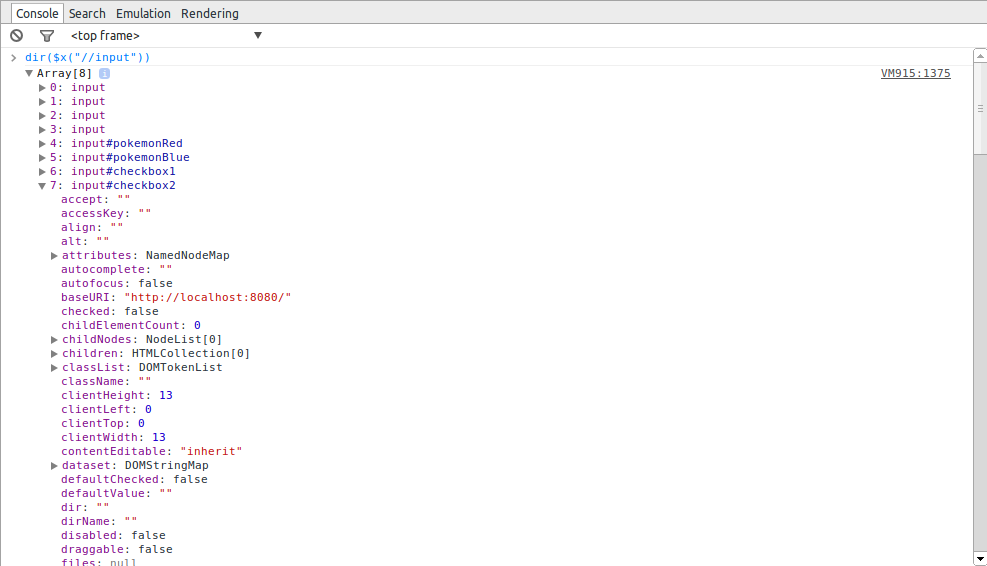 Console Search Emulation Rendering
<top frame>
dir($x("//input"))
Array[8] i VM915:1375
0: input
1: input
2: input
3: input
4: input#pokemonRed
5: input#pokemonBlue
6: input#checkbox1
7: input#checkbox2
accept: ""
accessKey: ""
align: ""
alt: ""
attributes: NamedNodeMap
autocomplete: ""
autofocus: false
baseURI: "http://localhost:8080/"
checked: false
childElementCount: 0
childNodes: NodeList[0]
children: HTMLCollection[0]
classList: DOMTokenList
className: ""
clientHeight: 13
clientLeft: 0
clientTop: 0
clientWidth: 13
contentEditable: "inherit"
dataset: DOMStringMap
defaultChecked: false
defaultValue: ""
dir: ""
dirName: ""
disabled: false
draggable: false
files: null